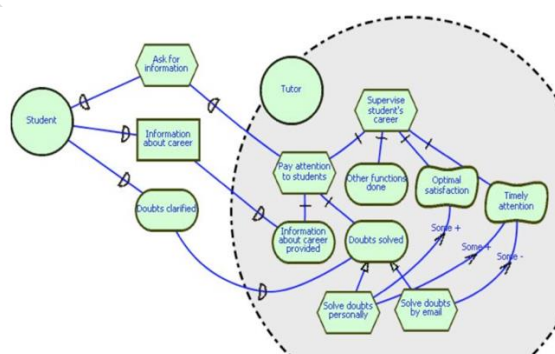 Ask for
information
Student
Information
about career
Doubts clarified
Tutor
Supervise
student's
career
Pay attention
to students
Other functions
done
Optimal
satisfaction
Timely
attention
Information
about career
provided
Doubts solved
Some +
Some +
Some -
Solve doubts
personally
Solve doubts
by email